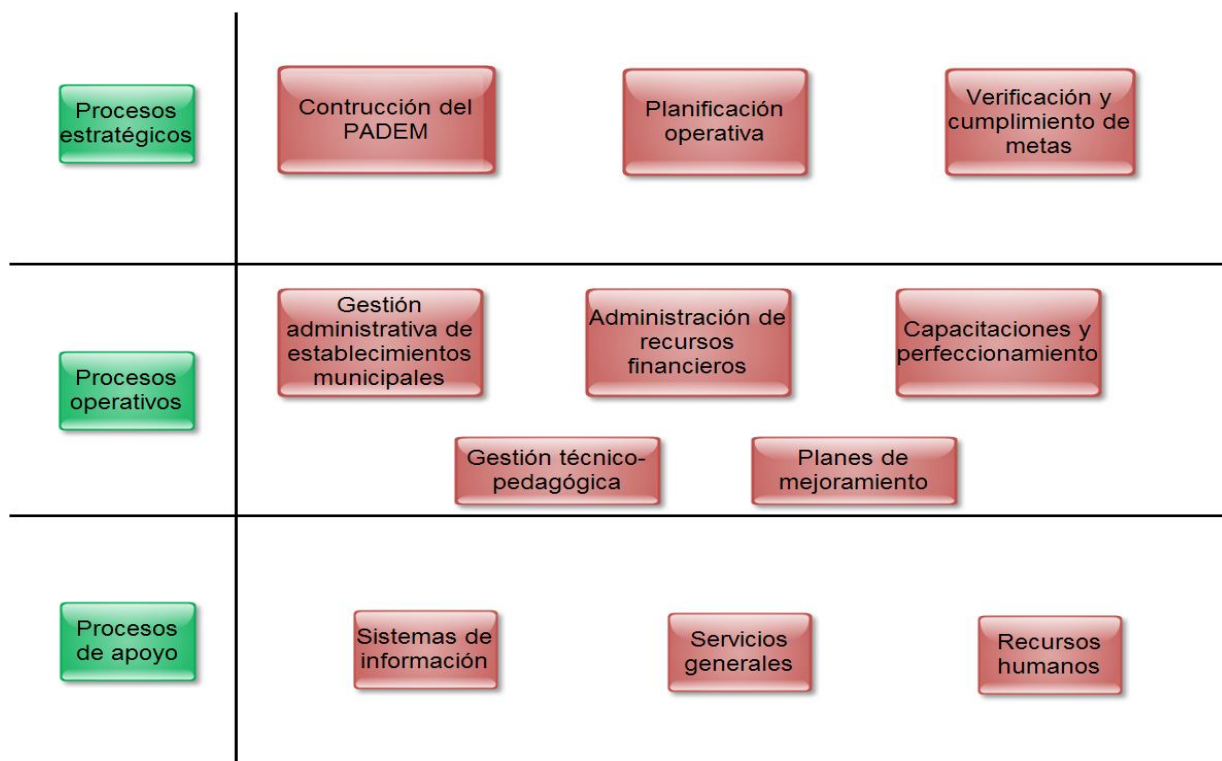 Procesos
estratégicos
Contrucción del
PADEM
Planificación
operativa
Verificación y
cumplimiento de
metas
Procesos
operativos
Gestión
administrativa de
establecimientos
municipales
Administración de
recursos
financieros
Capacitaciones y
perfeccionamiento
Gestión técnico-
pedagógica
Planes de
mejoramiento
Procesos
de apoyo
Sistemas de
información
Servicios
generales
Recursos
humanos